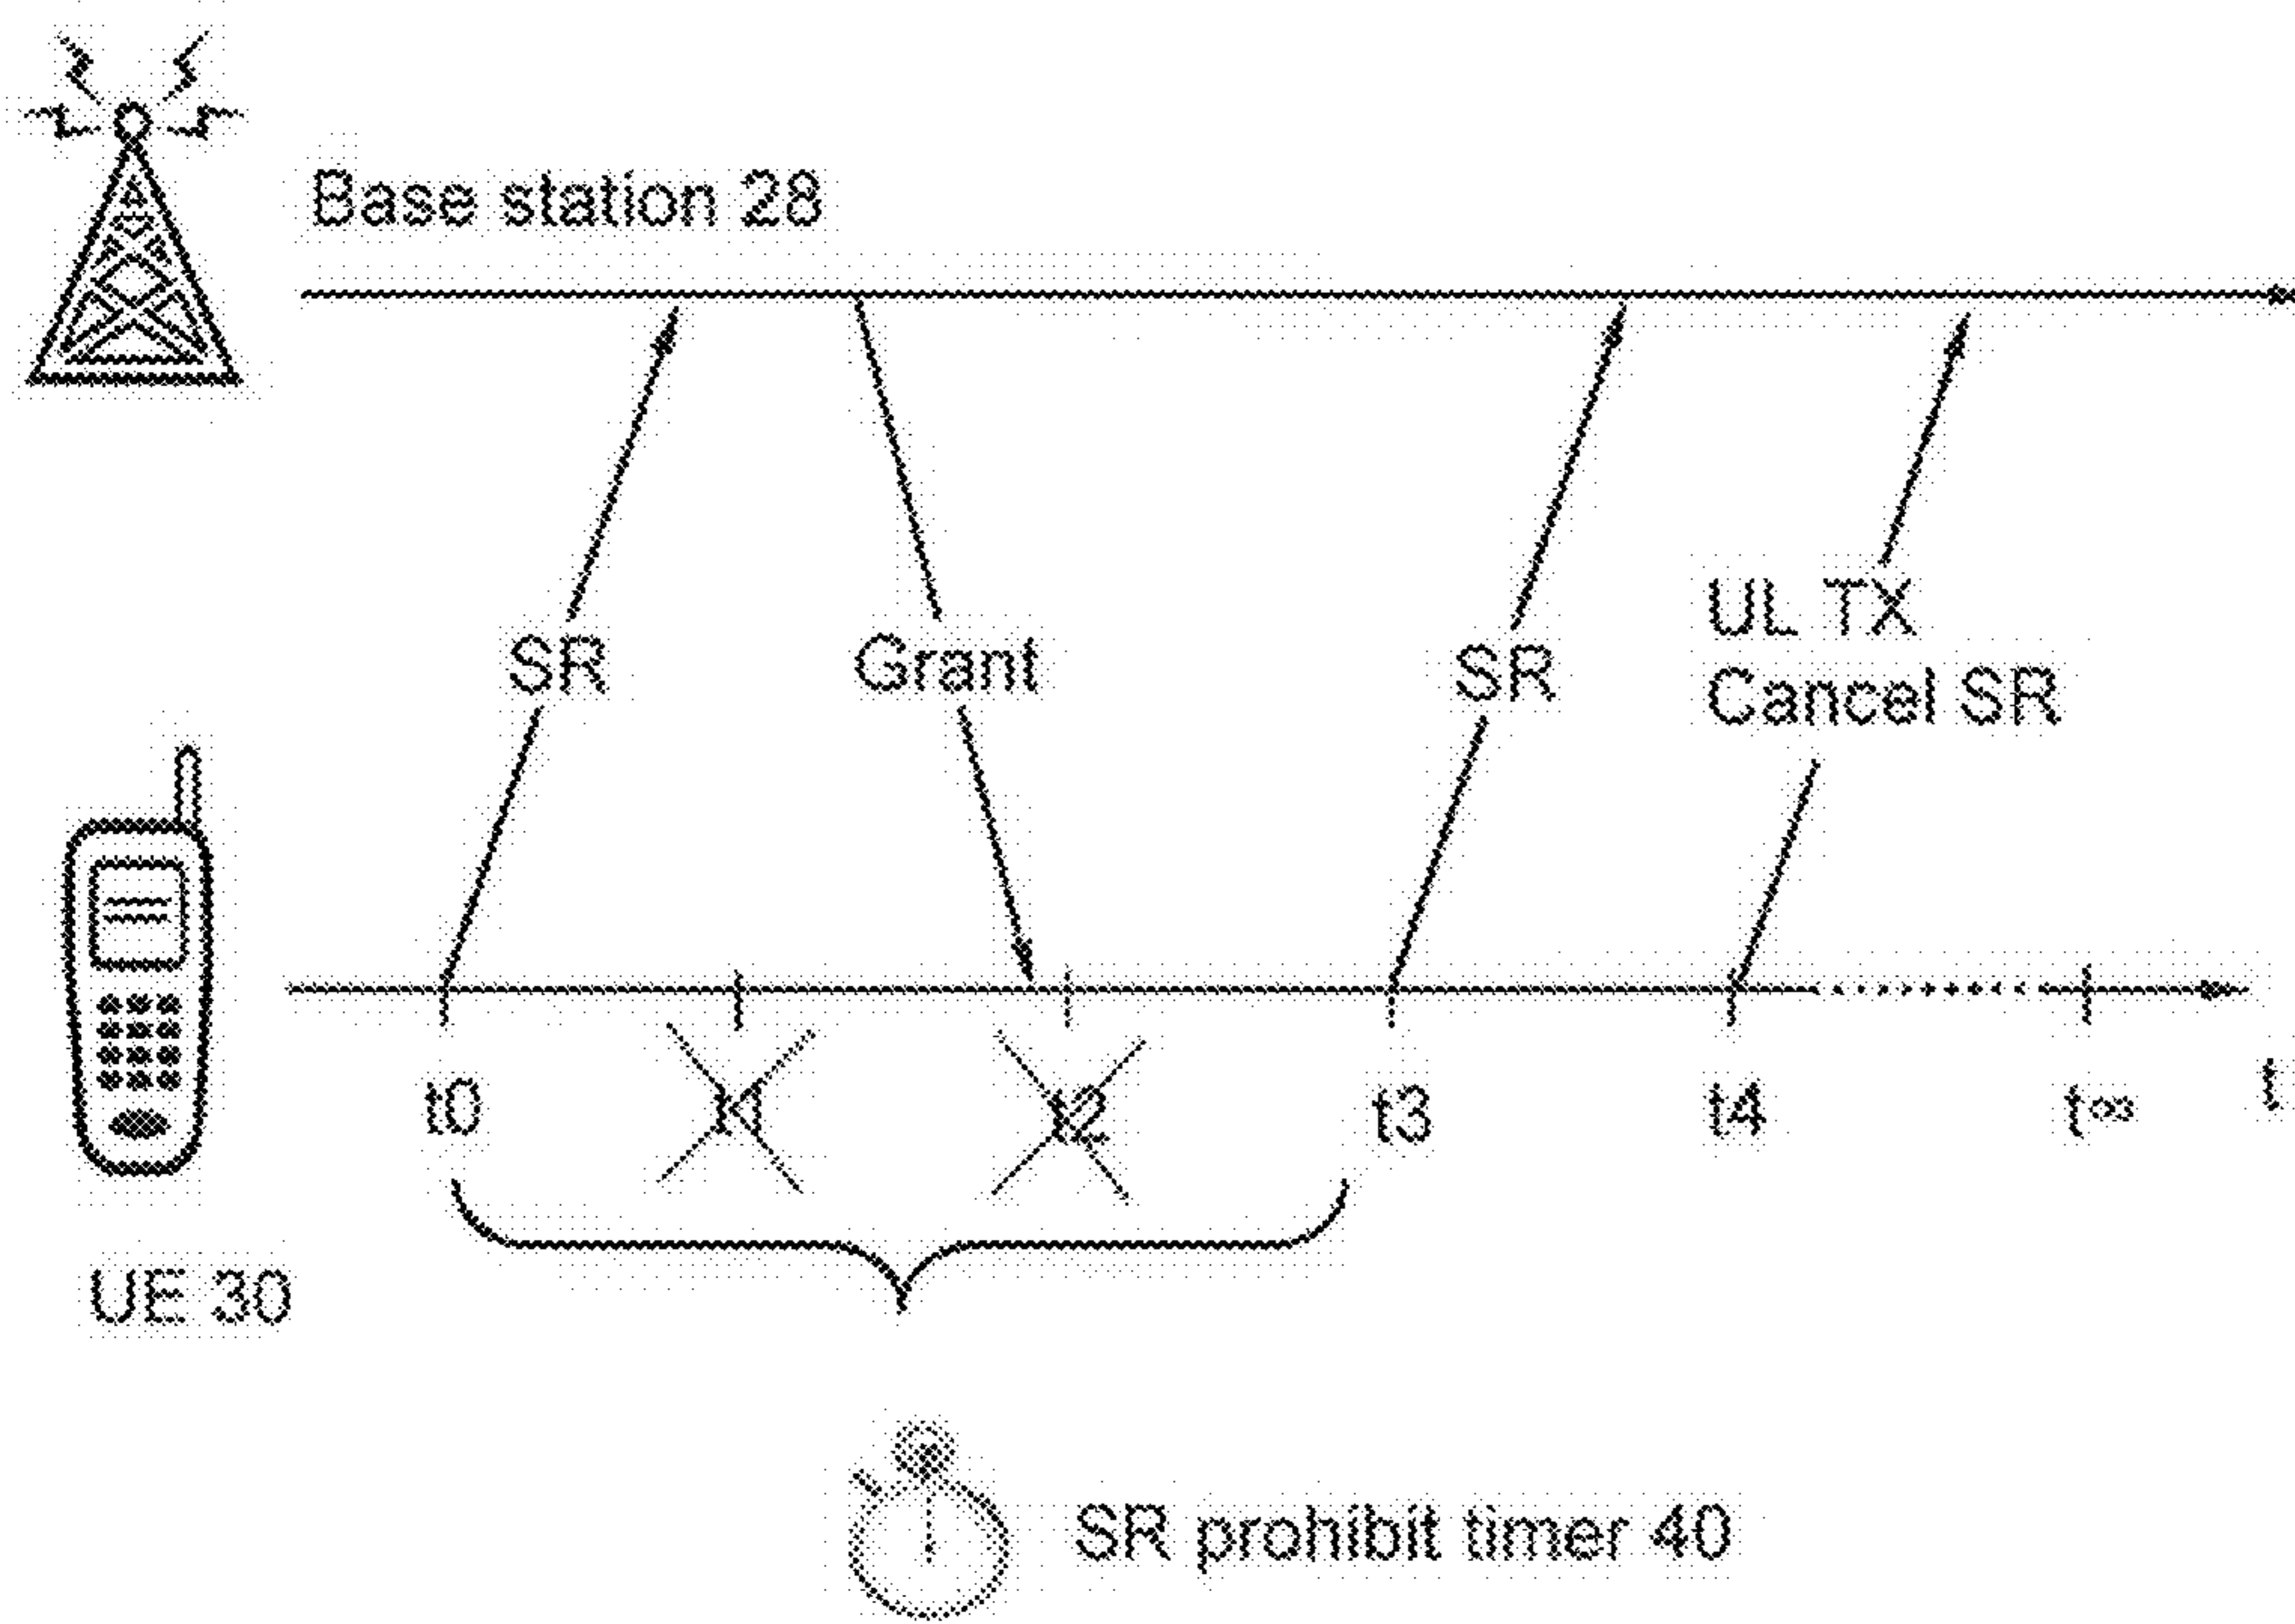 Base station 28
SR
Grant
SR
UL TX
Cancel SR
t0
t1
t2
t3
t4
t∞
t
UE 30
SR prohibit timer 40